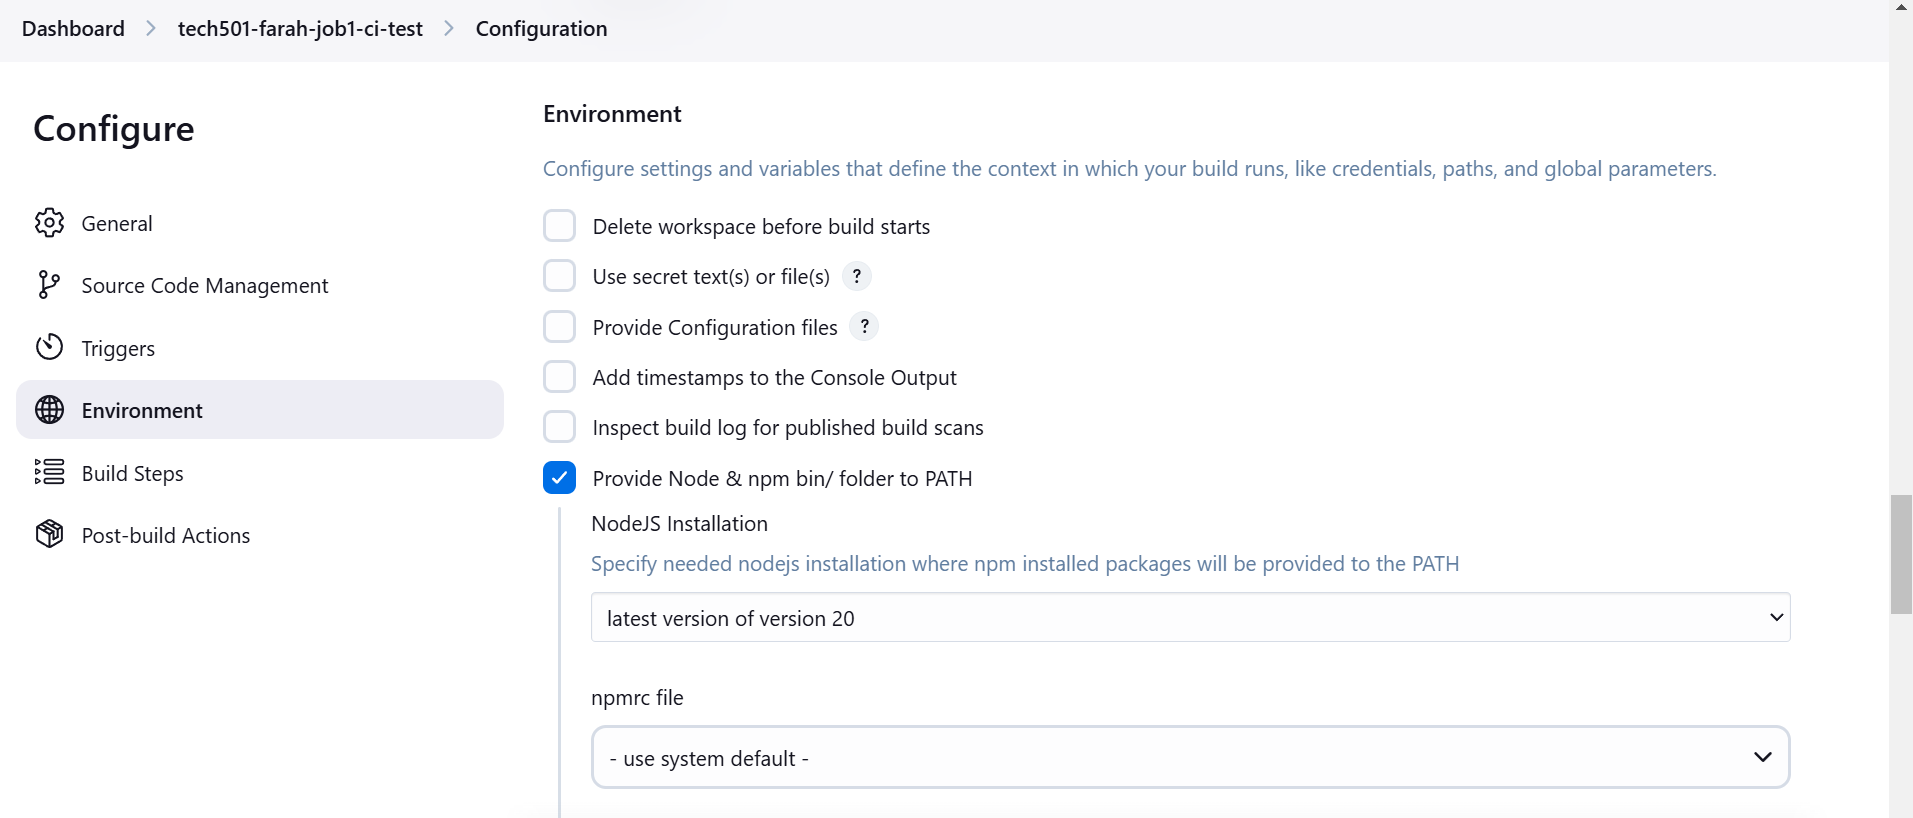 Dashboard > tech501-farah-job1-ci-test > Configuration
Configure
General
Source Code Management
Triggers
Environment
Build Steps
Post-build Actions
Environment
Configure settings and variables that define the context in which your build runs, like credentials, paths, and global parameters.
Delete workspace before build starts
Use secret text(s) or file(s) ?
Provide Configuration files ?
Add timestamps to the Console Output
Inspect build log for published build scans
Provide Node & npm bin/ folder to PATH
NodeJS Installation
Specify needed nodejs installation where npm installed packages will be provided to the PATH
latest version of version 20
npmrc file
- use system default -